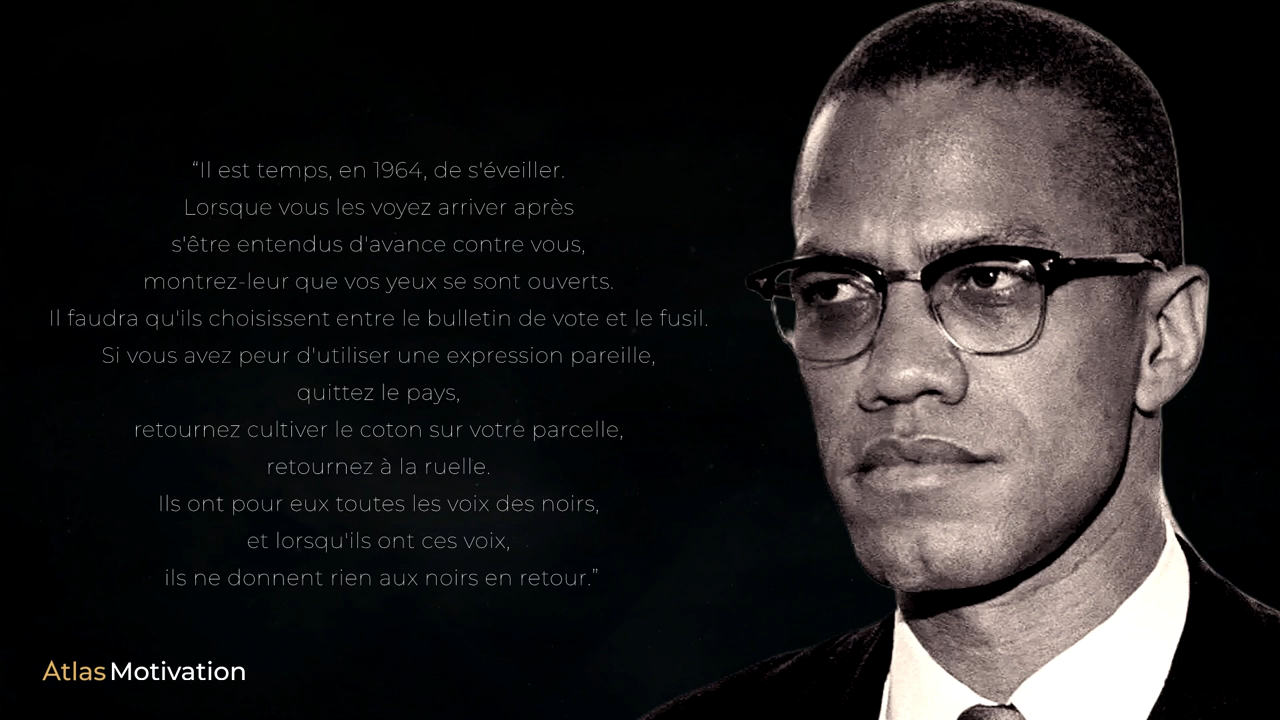 “Il est temps, en 1964, de s'éveiller.
Lorsque vous les voyez arriver après
s'être entendus d'avance contre vous,
montrez-leur que vos yeux se sont ouverts.
Il faudra qu'ils choisissent entre le bulletin de vote et le fusil.
Si vous avez peur d'utiliser une expression pareille,
quittez le pays,
retournez cultiver le coton sur votre parcelle,
retournez à la ruelle.
Ils ont pour eux toutes les voix des noirs,
et lorsqu'ils ont ces voix,
ils ne donnent rien aux noirs en retour.”
Atlas Motivation